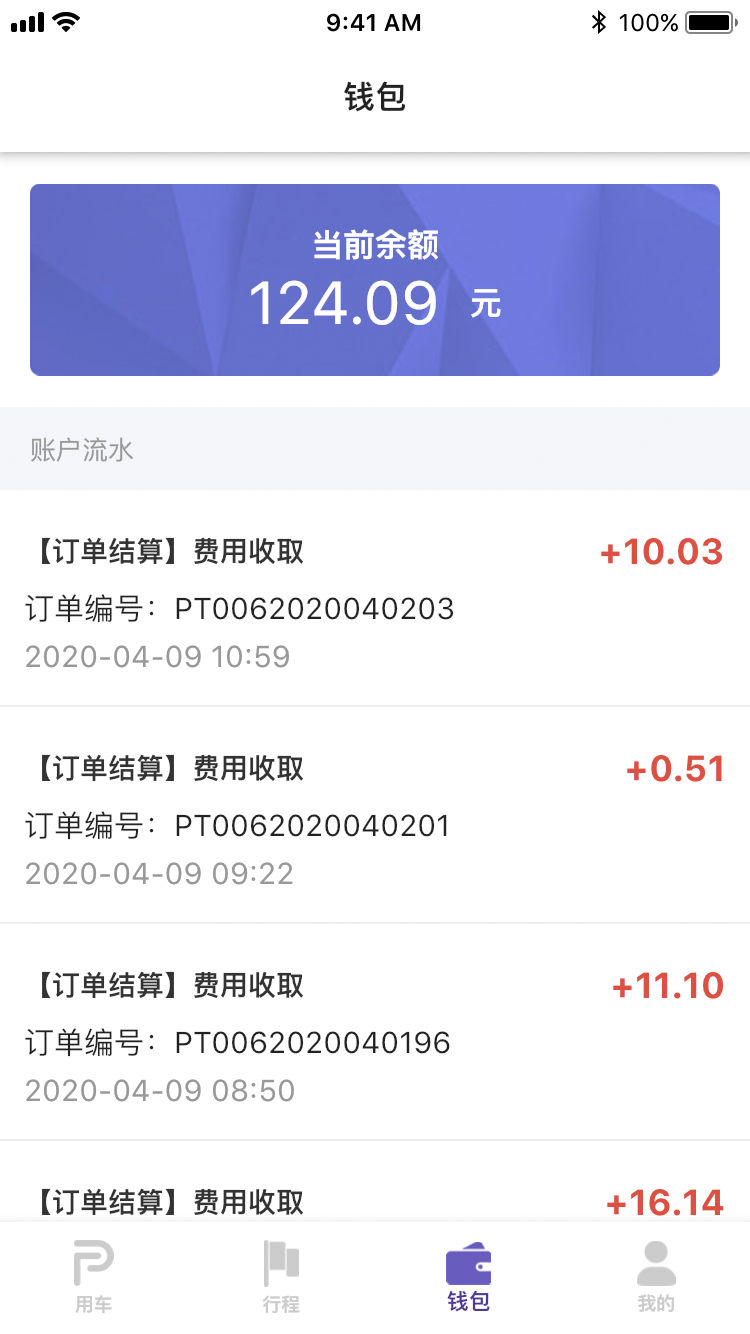 9:41 AM 100%
钱包
当前余额
124.09 元
账户流水
【订单结算】费用收取 +10.03
订单编号：PT0062020040203
2020-04-09 10:59
【订单结算】费用收取 +0.51
订单编号：PT0062020040201
2020-04-09 09:22
【订单结算】费用收取 +11.10
订单编号：PT0062020040196
2020-04-09 08:50
【订单结算】费用收取 +16.14
用车 行程 钱包 我的